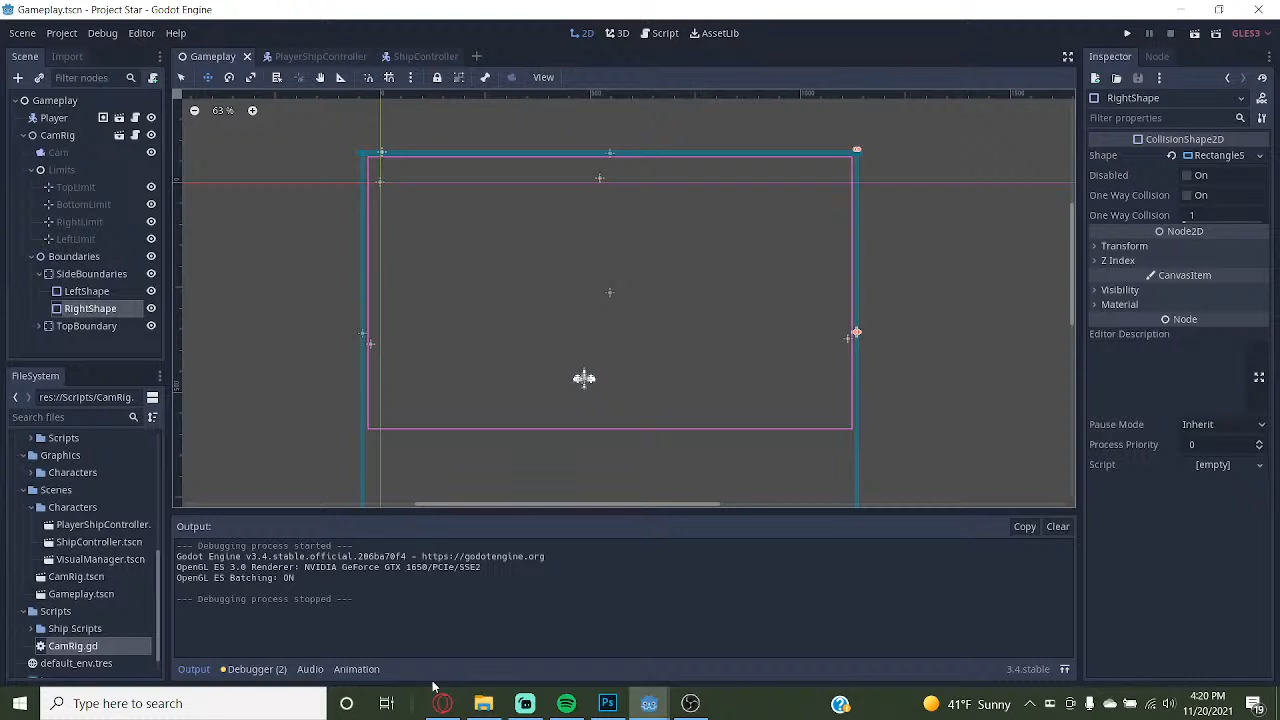 Gameplay.tscn - Project Star - Godot Engine
Scene Project Debug Editor Help
2D 3D Script AssetLib
GLES3
Scene Import
Filter nodes
Gameplay
Player
CamRig
Cam
Limits
TopLimit
BottomLimit
RightLimit
LeftLimit
Boundaries
SideBoundaries
LeftShape
RightShape
TopBoundary
FileSystem
res://Scripts/CamRig.
Search files
Scripts
Graphics
Characters
Scenes
Characters
PlayerShipController.
ShipController.tscn
VisualManager.tscn
CamRig.tscn
Gameplay.tscn
Scripts
Ship Scripts
CamRig.gd
default_env.tres
Gameplay PlayerShipController ShipController
View
0 500 1000 1500
63 %
0
500
Output: Copy Clear
--- Debugging process started ---
Godot Engine v3.4.stable.official.206ba70f4 - https://godotengine.org
OpenGL ES 3.0 Renderer: NVIDIA GeForce GTX 1650/PCIe/SSE2
OpenGL ES Batching: ON
--- Debugging process stopped ---
Output Debugger (2) Audio Animation 3.4.stable
Inspector Node
RightShape
Filter properties
CollisionShape2D
Shape RectangleS
Disabled On
One Way Collision On
One Way Collision 1
Node2D
Transform
Z Index
CanvasItem
Visibility
Material
Node
Editor Description
Pause Mode Inherit
Process Priority 0
Script [empty]
Type here to search
Ps
41°F Sunny
4:20 PM
11/20/2021